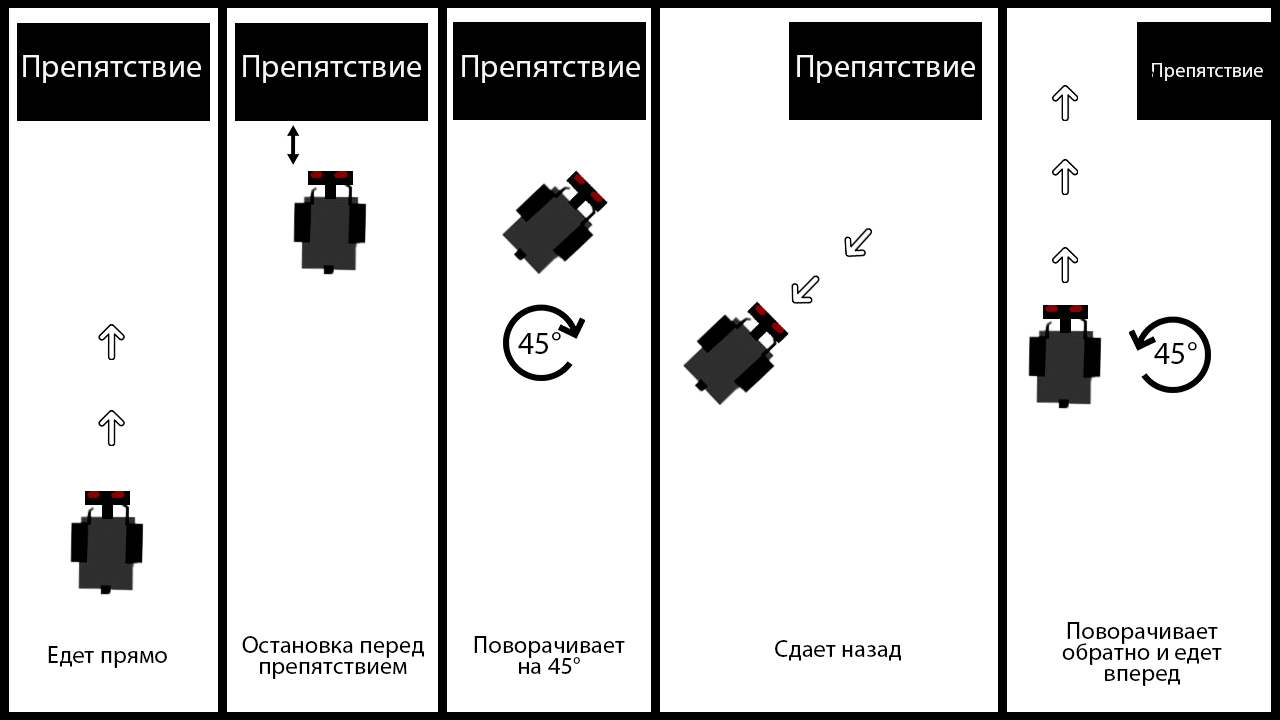 Препятствие
Едет прямо
Препятствие
Остановка перед
препятствием
Препятствие
45°
Поворачивает
на 45°
Препятствие
Сдает назад
Препятствие
45°
Поворачивает
обратно и едет
вперед